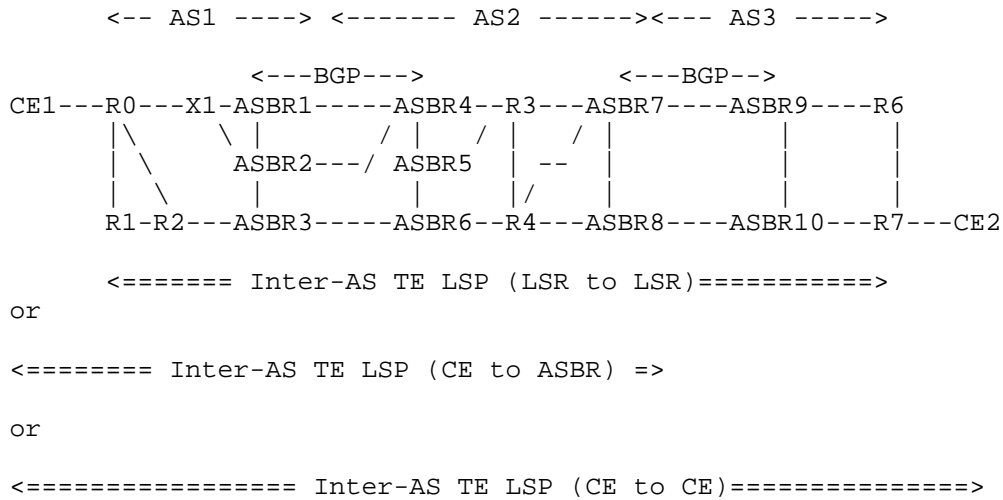 <-- AS1 ----> <------- AS2 ------><--- AS3 ----->
<---BGP---> <---BGP-->
CE1---R0---X1-ASBR1-----ASBR4--R3---ASBR7----ASBR9----R6
|\ \ | / | / | / | | |
| \ ASBR2---/ ASBR5 | -- | | |
| \ | | |/ | | |
R1-R2---ASBR3-----ASBR6--R4---ASBR8----ASBR10---R7---CE2
<======= Inter-AS TE LSP (LSR to LSR)===========>
or
<======== Inter-AS TE LSP (CE to ASBR) =>
or
<================= Inter-AS TE LSP (CE to CE)===============>